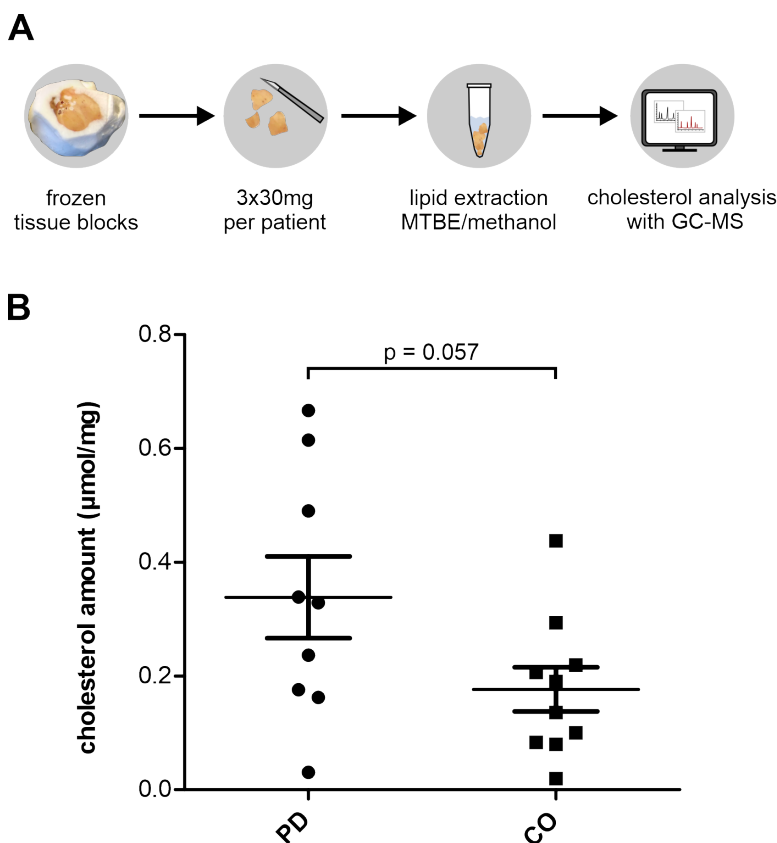 A
frozen
tissue blocks
3x30mg
per patient
lipid extraction
MTBE/methanol
cholesterol analysis
with GC-MS
B
cholesterol amount (µmol/mg)
0.8
0.6
0.4
0.2
0.0
p = 0.057
PD
CO